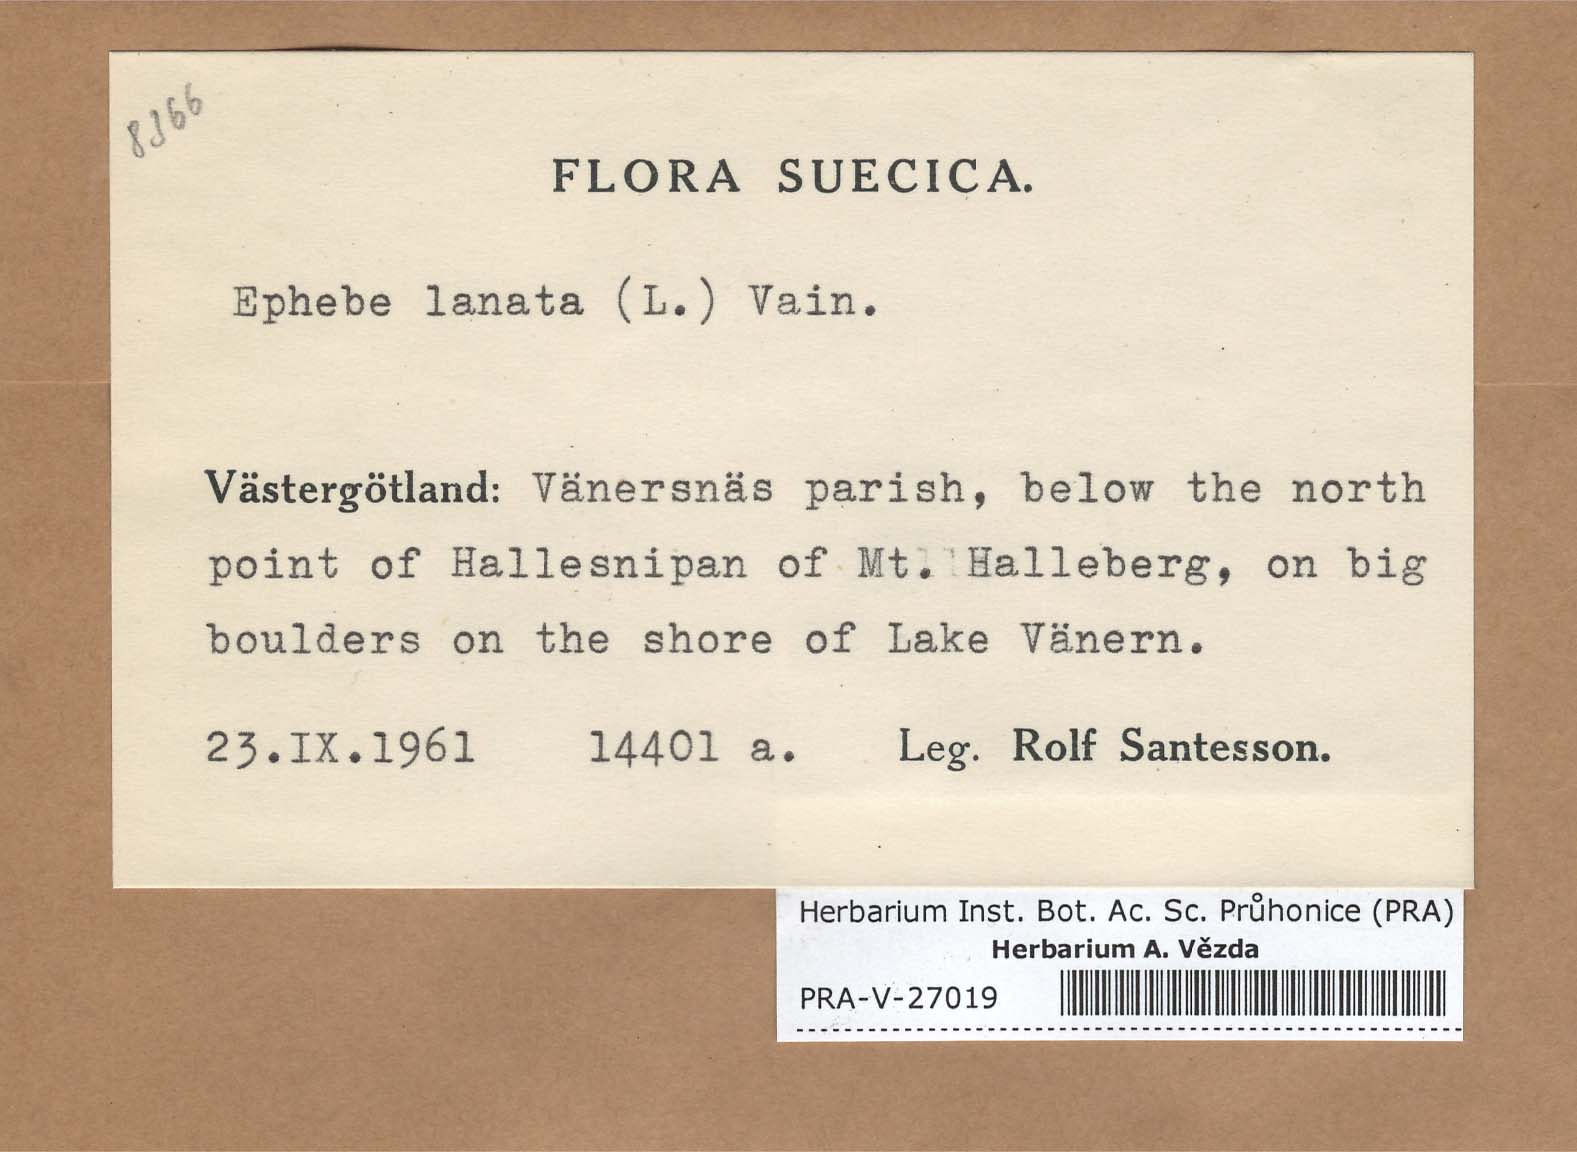 8366
FLORA SUECICA.
Ephebe lanata (L.) Vain.
Västergötland: Vänersnäs parish, below the north
point of Hallesnipan of Mt. Halleberg, on big
boulders on the shore of Lake Vänern.
23.IX.1961 14401 a. Leg. Rolf Santesson.
Herbarium Inst. Bot. Ac. Sc. Průhonice (PRA)
Herbarium A. Vězda
PRA-V-27019